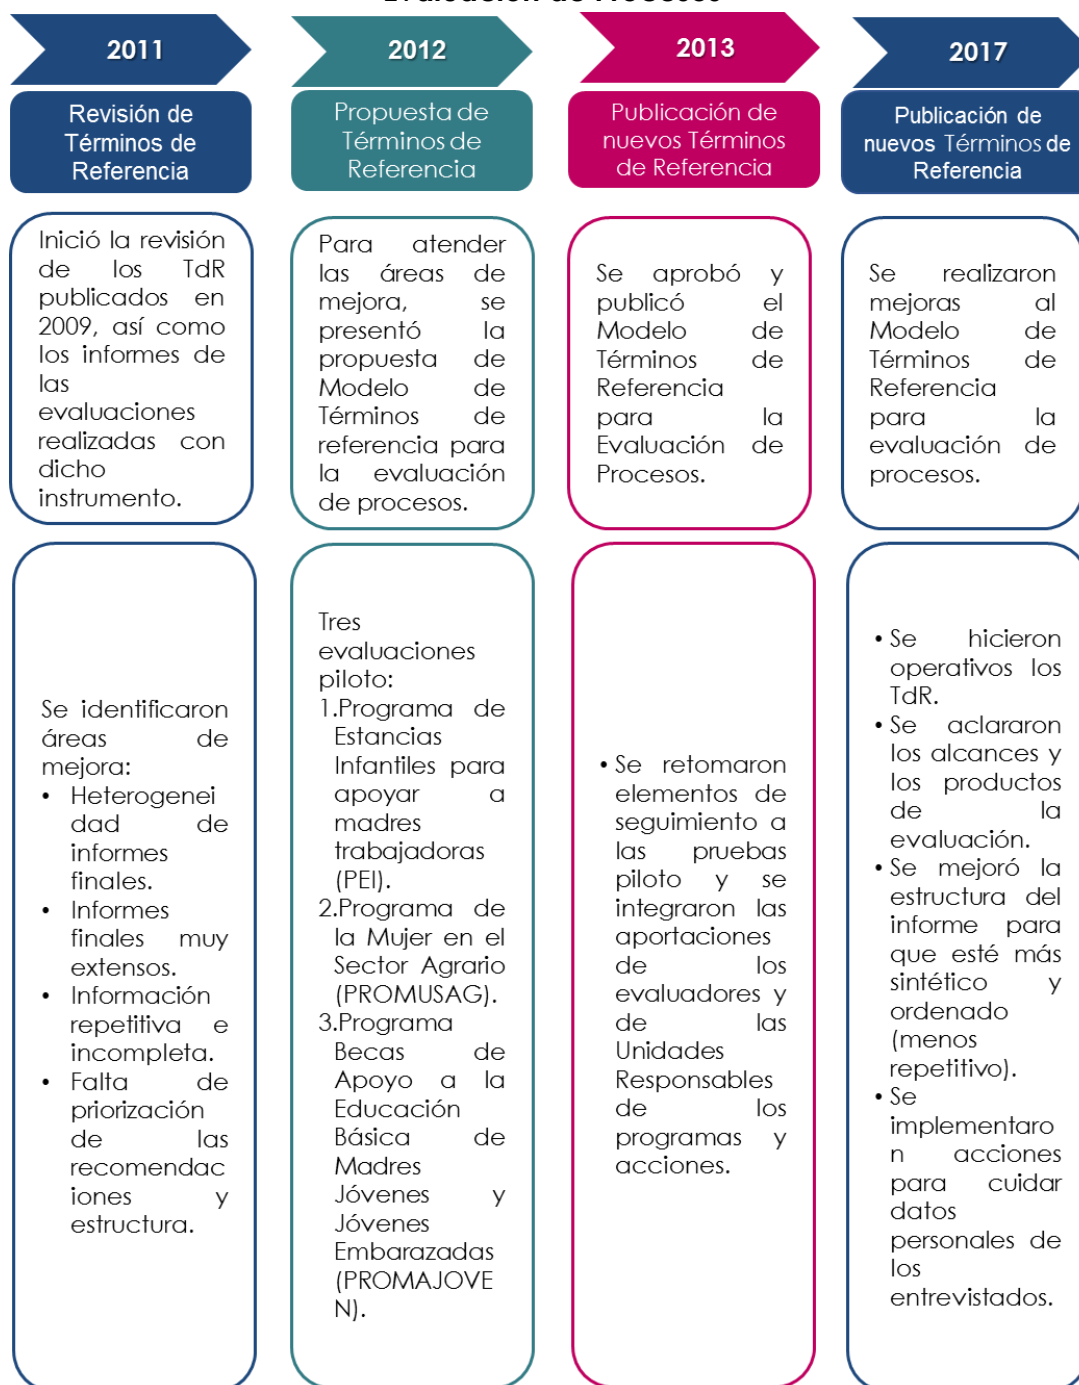 Evaluación de Procesos
2011
Revisión de
Términos de
Referencia
Inició la revisión
de los TdR
publicados en
2009, así como
los informes de
las
evaluaciones
realizadas con
dicho
instrumento.
Se identificaron
áreas de
mejora:
• Heterogenei
dad de
informes
finales.
• Informes
finales muy
extensos.
• Información
repetitiva e
incompleta.
• Falta de
priorización
de las
recomendac
iones y
estructura.
2012
Propuesta de
Términos de
Referencia
Para atender
las áreas de
mejora, se
presentó la
propuesta de
Modelo de
Términos de
referencia para
la evaluación
de procesos.
Tres
evaluaciones
piloto:
1.Programa de
Estancias
Infantiles para
apoyar a
madres
trabajadoras
(PEI).
2.Programa de
la Mujer en el
Sector Agrario
(PROMUSAG).
3.Programa
Becas de
Apoyo a la
Educación
Básica de
Madres
Jóvenes y
Jóvenes
Embarazadas
(PROMAJOVE
N).
2013
Publicación de
nuevos Términos
de Referencia
Se aprobó y
publicó el
Modelo de
Términos de
Referencia
para la
Evaluación de
Procesos.
• Se retomaron
elementos de
seguimiento a
las pruebas
piloto y se
integraron las
aportaciones
de los
evaluadores y
de las
Unidades
Responsables
de los
programas y
acciones.
2017
Publicación de
nuevos Términos de
Referencia
Se realizaron
mejoras al
Modelo de
Términos de
Referencia
para la
evaluación de
procesos.
• Se hicieron
operativos los
TdR.
• Se aclararon
los alcances y
los productos
de la
evaluación.
• Se mejoró la
estructura del
informe para
que esté más
sintético y
ordenado
(menos
repetitivo).
• Se
implementaro
n acciones
para cuidar
datos
personales de
los
entrevistados.